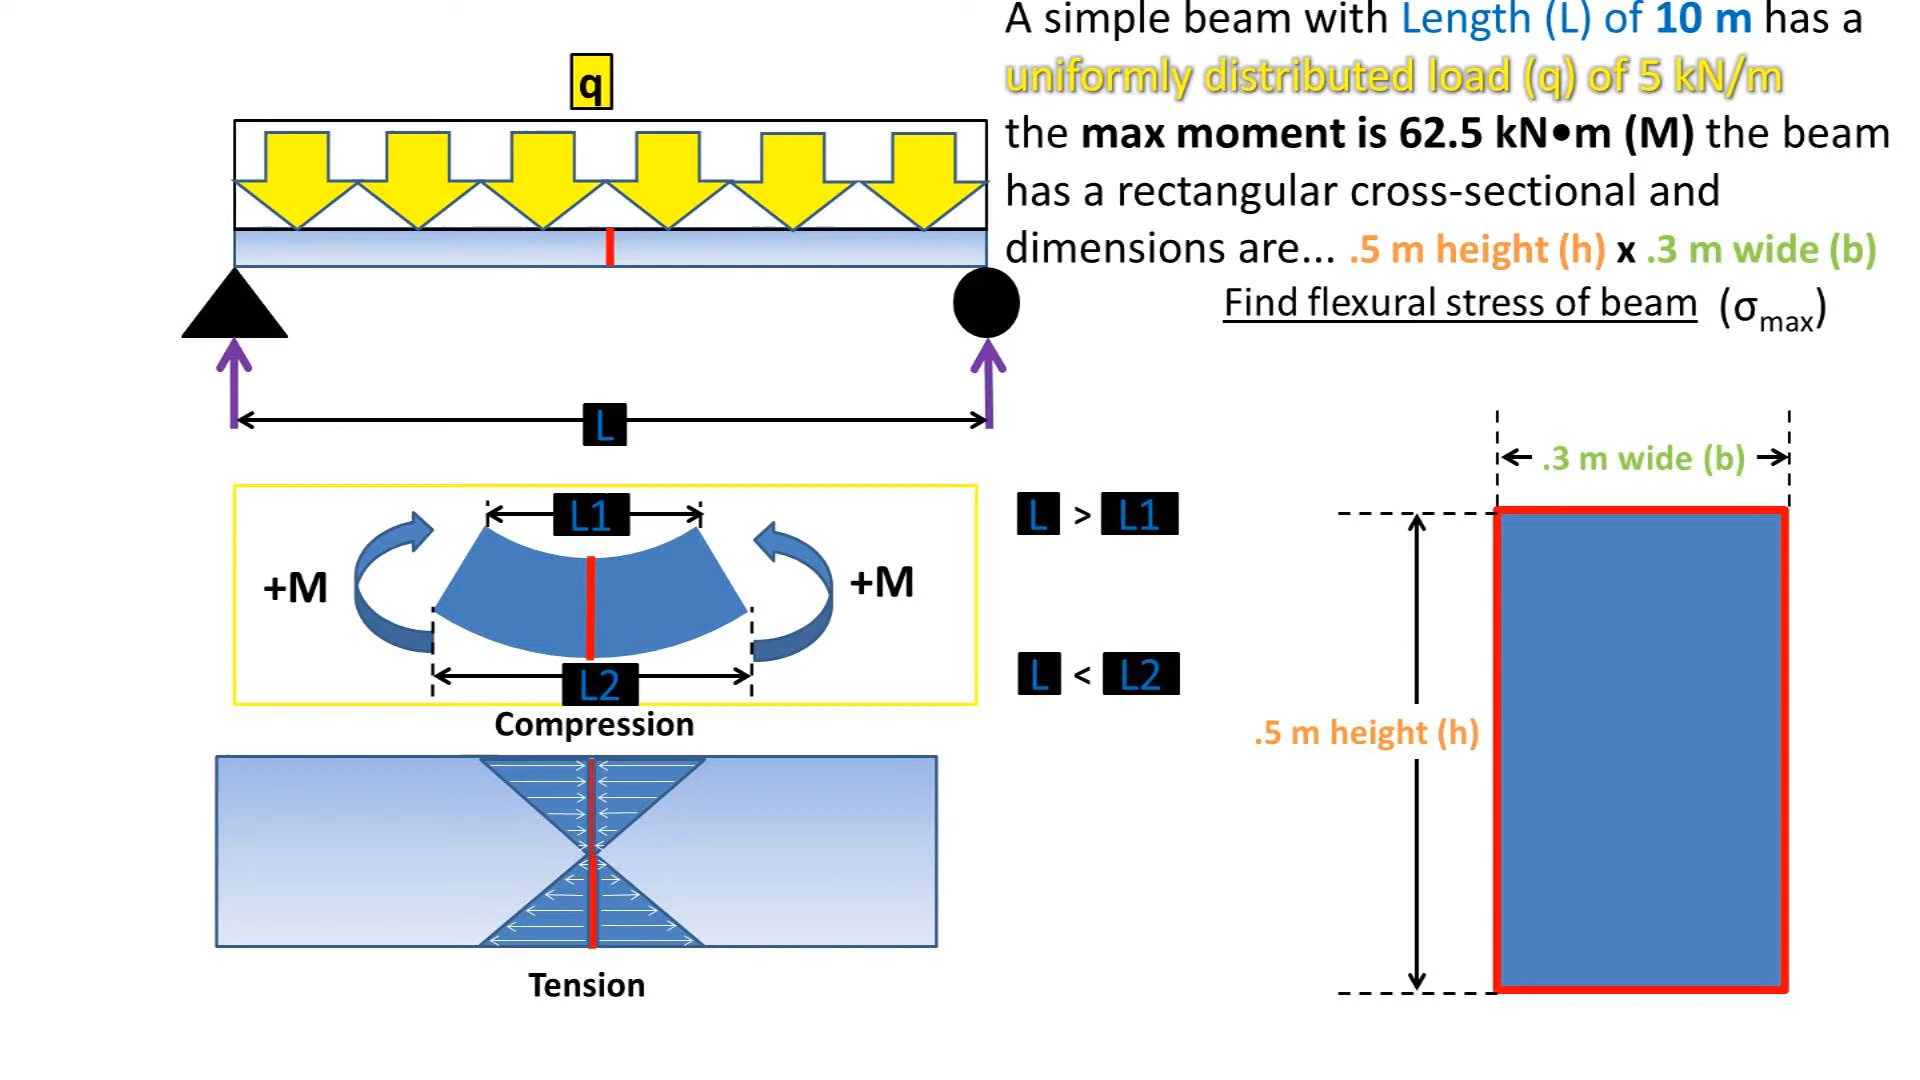 A simple beam with Length (L) of 10 m has a
uniformly distributed load (q) of 5 kN/m
the max moment is 62.5 kN•m (M) the beam
has a rectangular cross-sectional and
dimensions are... .5 m height (h) x .3 m wide (b)
Find flexural stress of beam (σmax)
q
L
L1
+M
+M
L2
L > L1
L < L2
Compression
Tension
.3 m wide (b)
.5 m height (h)